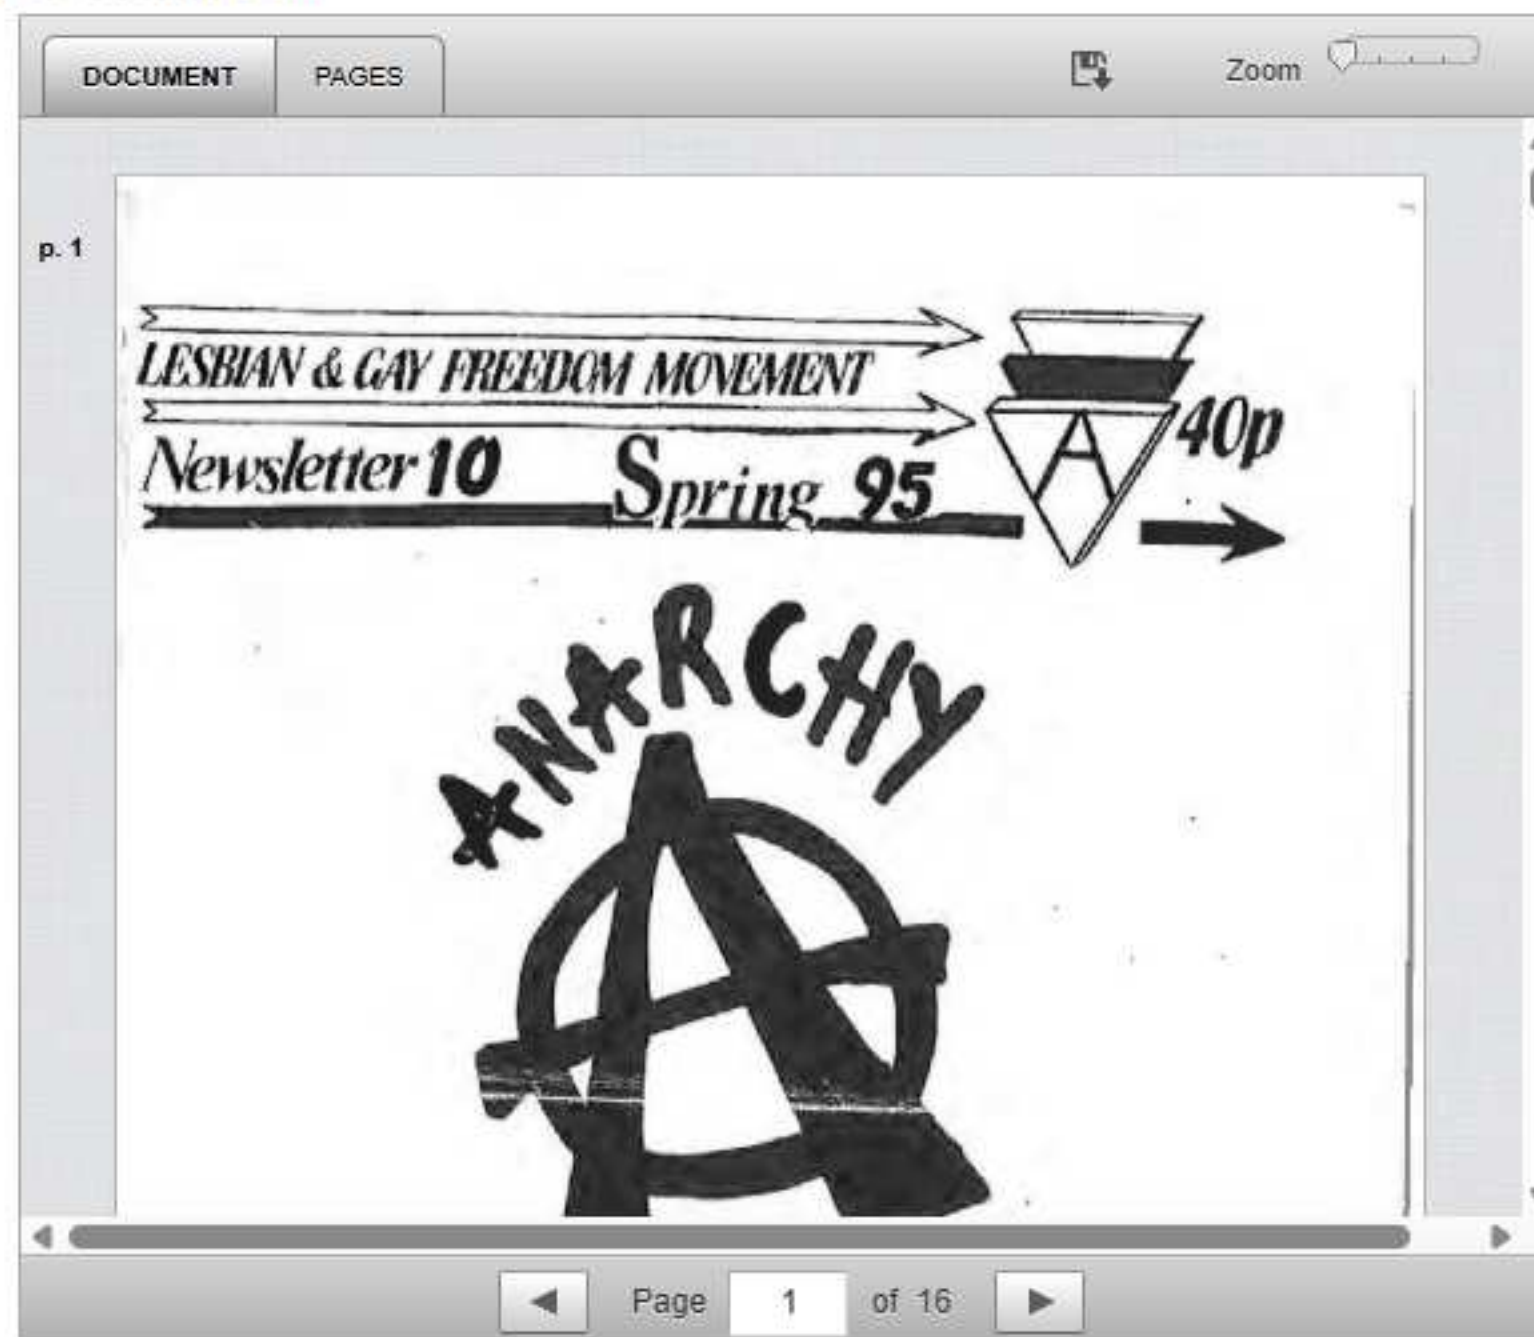 DOCUMENT PAGES Zoom
p. 1
LESBIAN & GAY FREEDOM MOVEMENT
Newsletter 10 Spring 95
A
40p
ANARCHY
A
Page 1 of 16